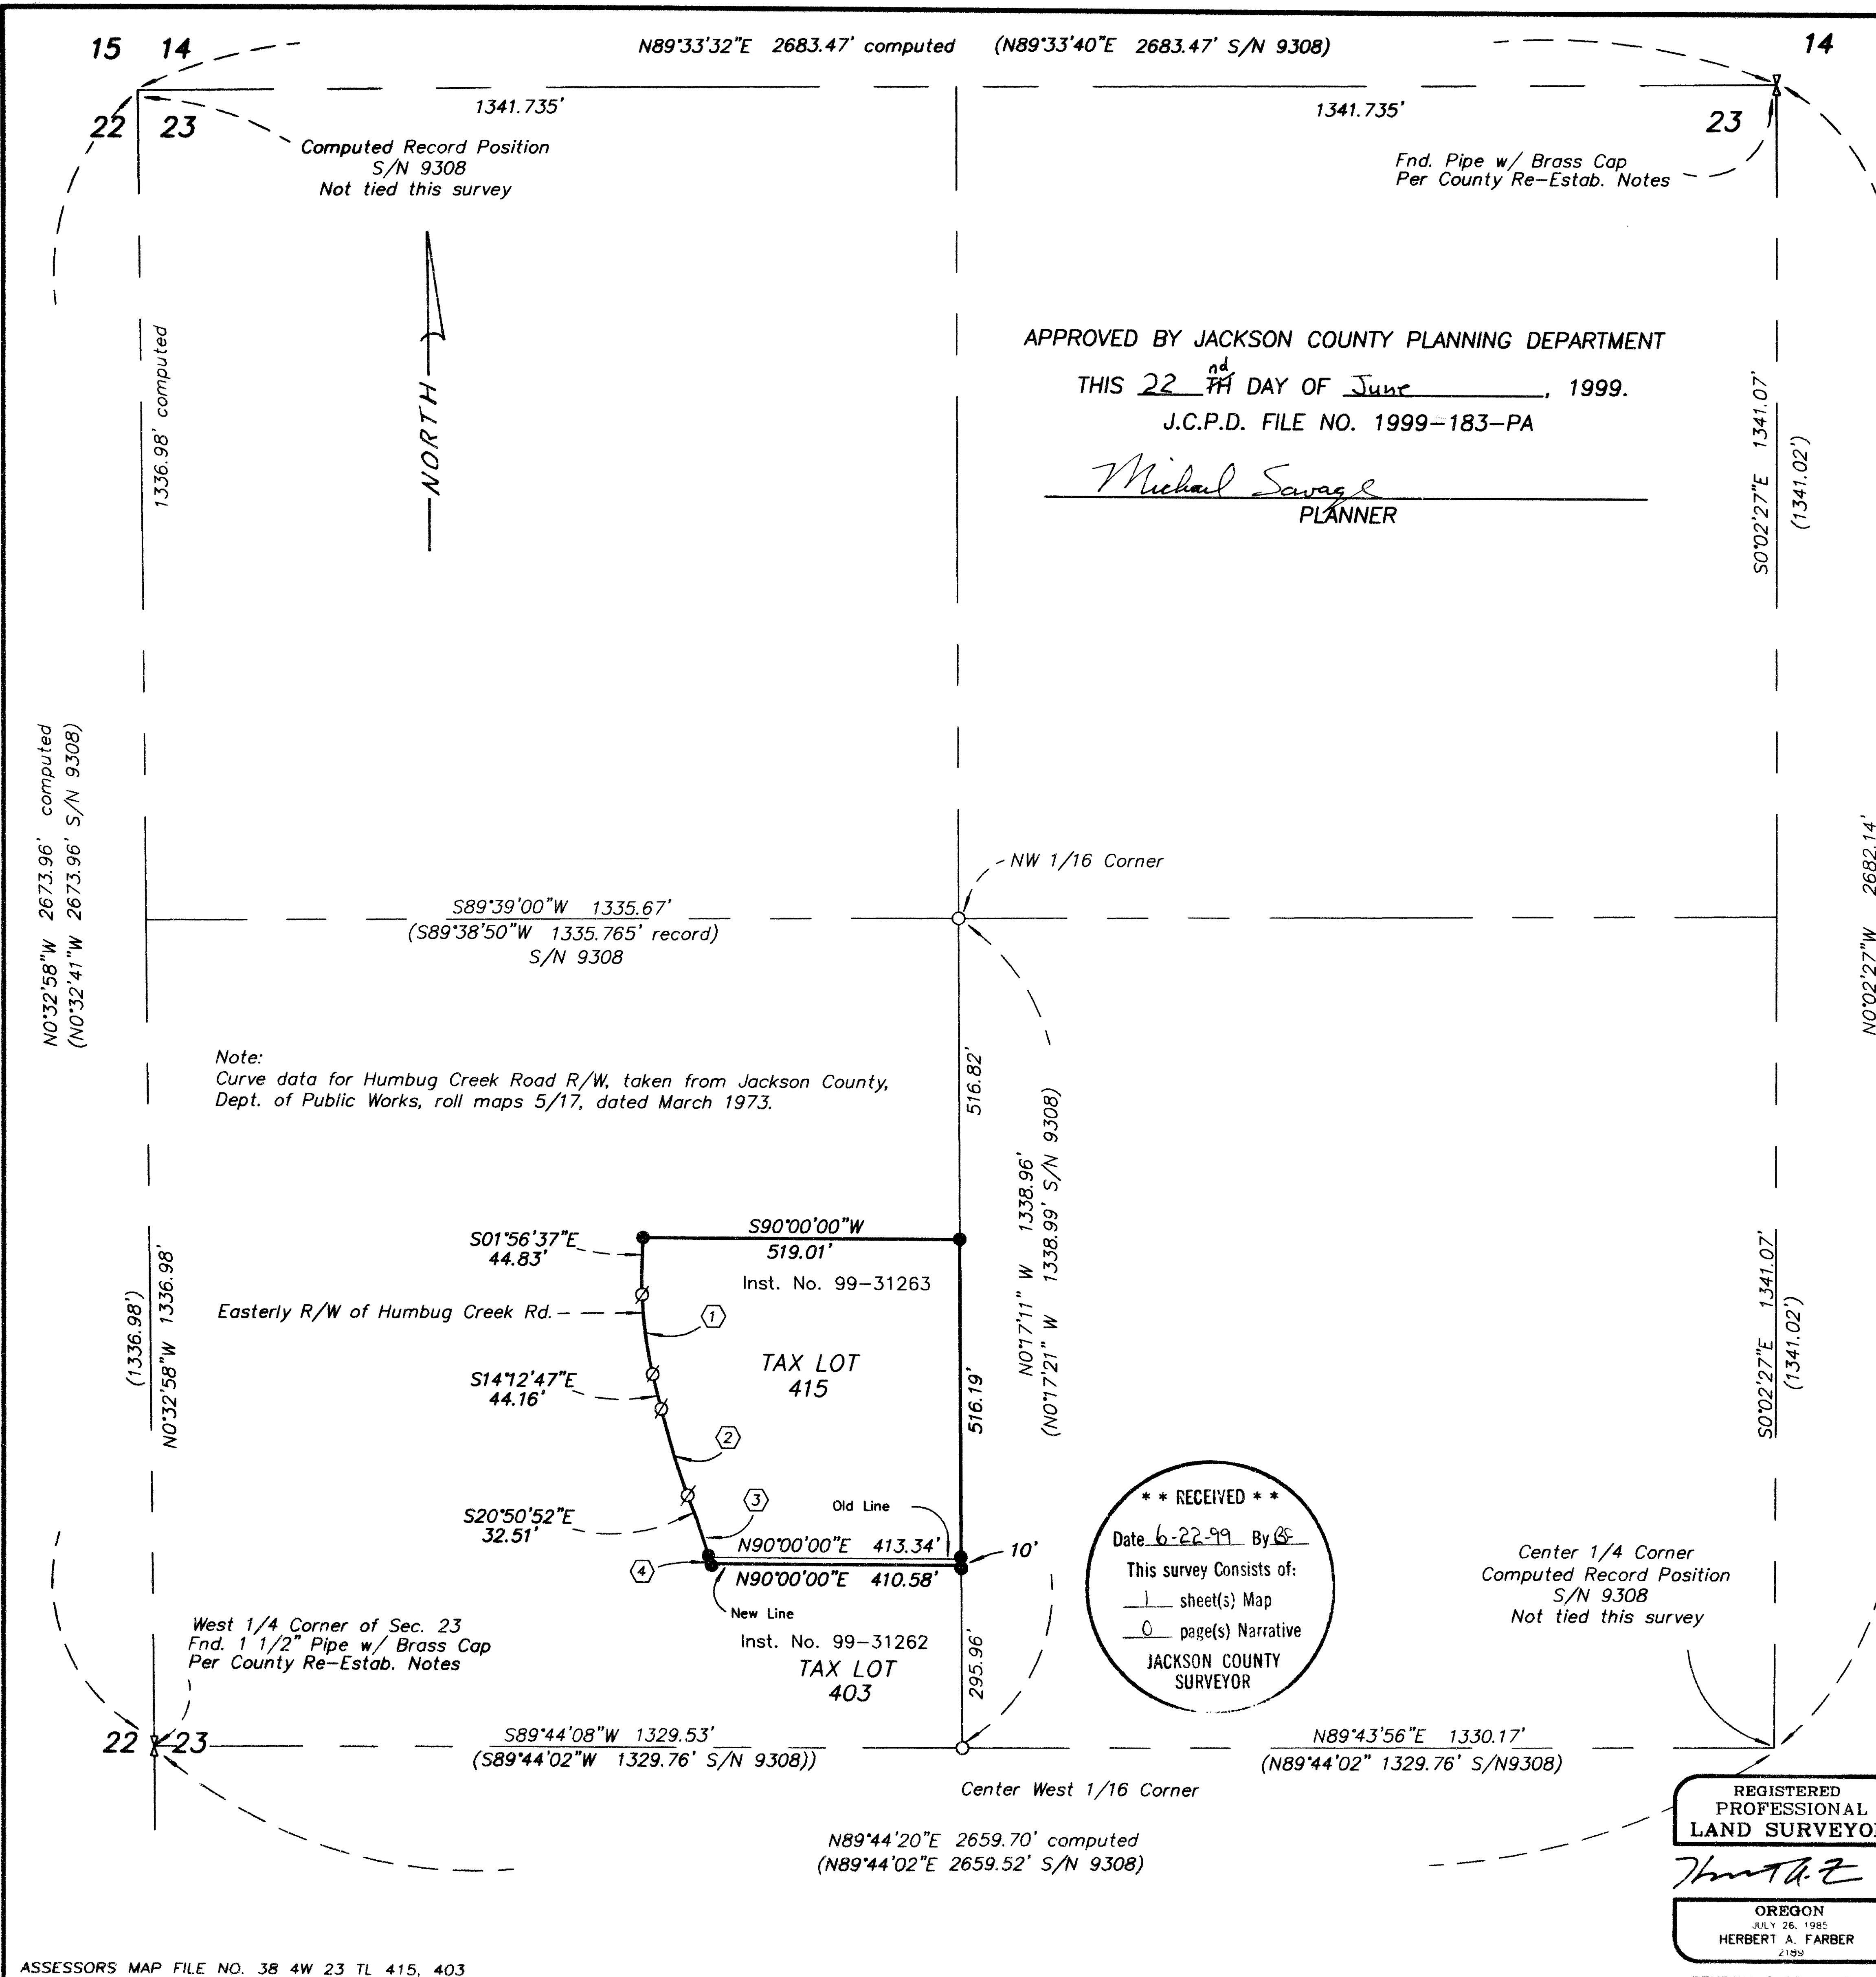 15 14
N89°33'32"E 2683.47' computed (N89°33'40"E 2683.47' S/N 9308)
14
1341.735'
1341.735'
22 23
23
Computed Record Position
S/N 9308
Not tied this survey
Fnd. Pipe w/ Brass Cap
Per County Re-Estab. Notes
1336.98' computed
NORTH
APPROVED BY JACKSON COUNTY PLANNING DEPARTMENT
THIS 22 nd TH DAY OF June, 1999.
J.C.P.D. FILE NO. 1999-183-PA
Michael Savage
PLANNER
S0°02'27"E 1341.07'
(1341.02')
N0°32'58"W 2673.96' computed
(N0°32'41"W 2673.96' S/N 9308)
NW 1/16 Corner
N0°02'27"W 2682.14'
S89°39'00"W 1335.67'
(S89°38'50"W 1335.765' record)
S/N 9308
Note:
Curve data for Humbug Creek Road R/W, taken from Jackson County,
Dept. of Public Works, roll maps 5/17, dated March 1973.
516.82'
N0°17'11" W 1338.96'
(N0°17'21" W 1338.99' S/N 9308)
S01°56'37"E
44.83'
S90°00'00"W
519.01'
Inst. No. 99-31263
Easterly R/W of Humbug Creek Rd.
1
(1336.98')
N0°32'58"W 1336.98'
TAX LOT
415
S14°12'47"E
44.16'
516.19'
S0°02'27"E 1341.07'
(1341.02')
2
3
Old Line
S20°50'52"E
32.51'
N90°00'00"E 413.34'
10'
4
N90°00'00"E 410.58'
New Line
* * RECEIVED * *
Date 6-22-99 By
This survey Consists of:
1 sheet(s) Map
0 page(s) Narrative
JACKSON COUNTY
SURVEYOR
Center 1/4 Corner
Computed Record Position
S/N 9308
Not tied this survey
West 1/4 Corner of Sec. 23
Fnd. 1 1/2" Pipe w/ Brass Cap
Per County Re-Estab. Notes
Inst. No. 99-31262
TAX LOT
403
295.96'
22 23
S89°44'08"W 1329.53'
(S89°44'02"W 1329.76' S/N 9308))
N89°43'56"E 1330.17'
(N89°44'02" 1329.76' S/N9308)
Center West 1/16 Corner
N89°44'20"E 2659.70' computed
(N89°44'02"E 2659.52' S/N 9308)
REGISTERED
PROFESSIONAL
LAND SURVEYOR
OREGON
JULY 26, 1985
HERBERT A. FARBER
2189
ASSESSORS MAP FILE NO. 38 4W 23 TL 415, 403